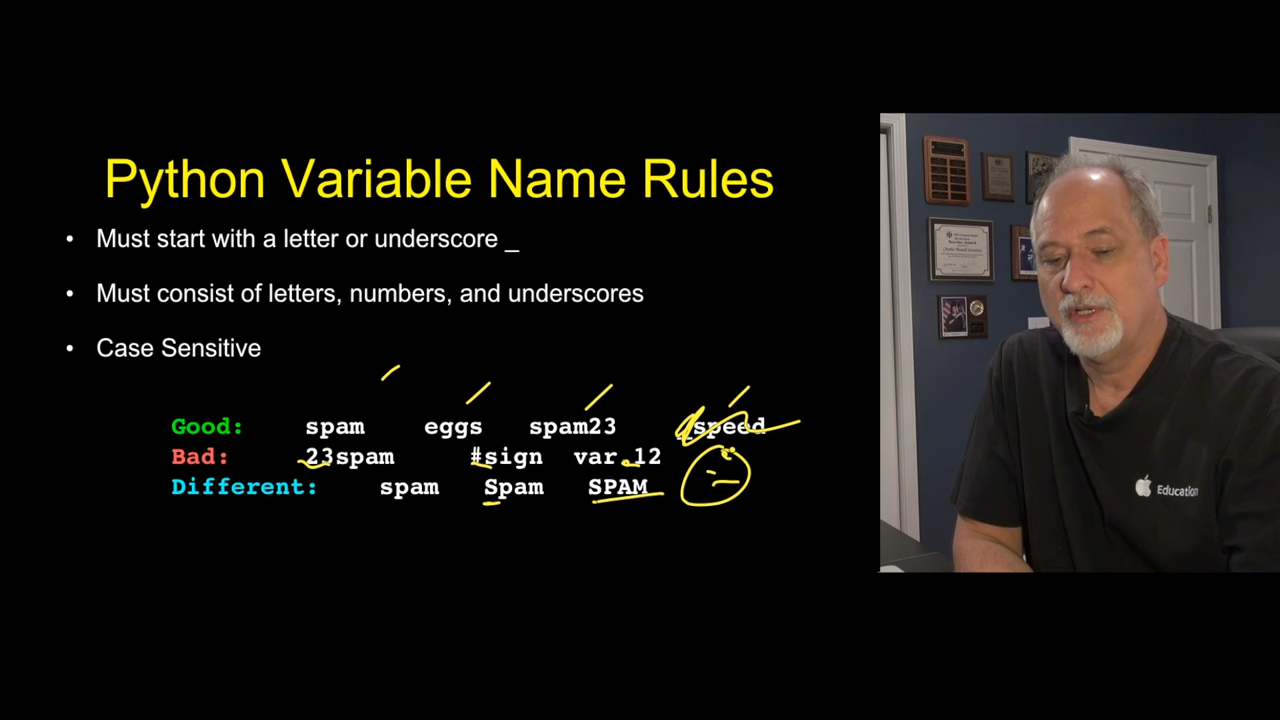 Python Variable Name Rules
• Must start with a letter or underscore _
• Must consist of letters, numbers, and underscores
• Case Sensitive
Good: spam eggs spam23 _speed
Bad: 23spam #sign var.12
Different: spam Spam SPAM
Education